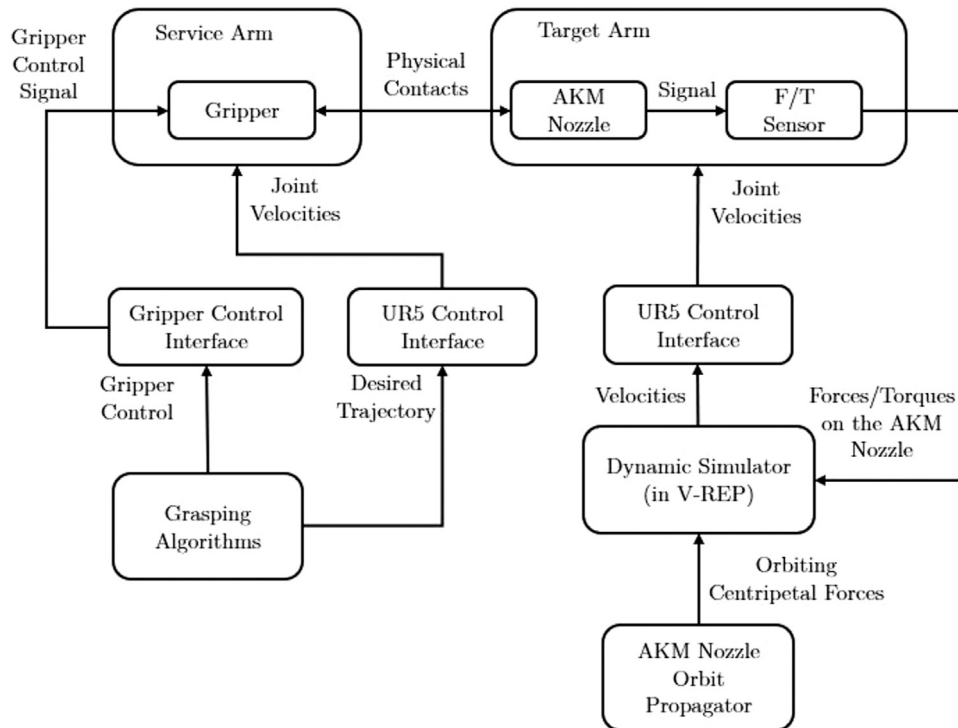 Gripper
Control
Signal
Service Arm
Gripper
Physical
Contacts
Target Arm
AKM
Nozzle
Signal
F/T
Sensor
Joint
Velocities
Joint
Velocities
Gripper Control
Interface
UR5 Control
Interface
UR5 Control
Interface
Gripper
Control
Desired
Trajectory
Velocities
Forces/Torques
on the AKM
Nozzle
Grasping
Algorithms
Dynamic Simulator
(in V-REP)
Orbiting
Centripetal Forces
AKM Nozzle
Orbit
Propagator